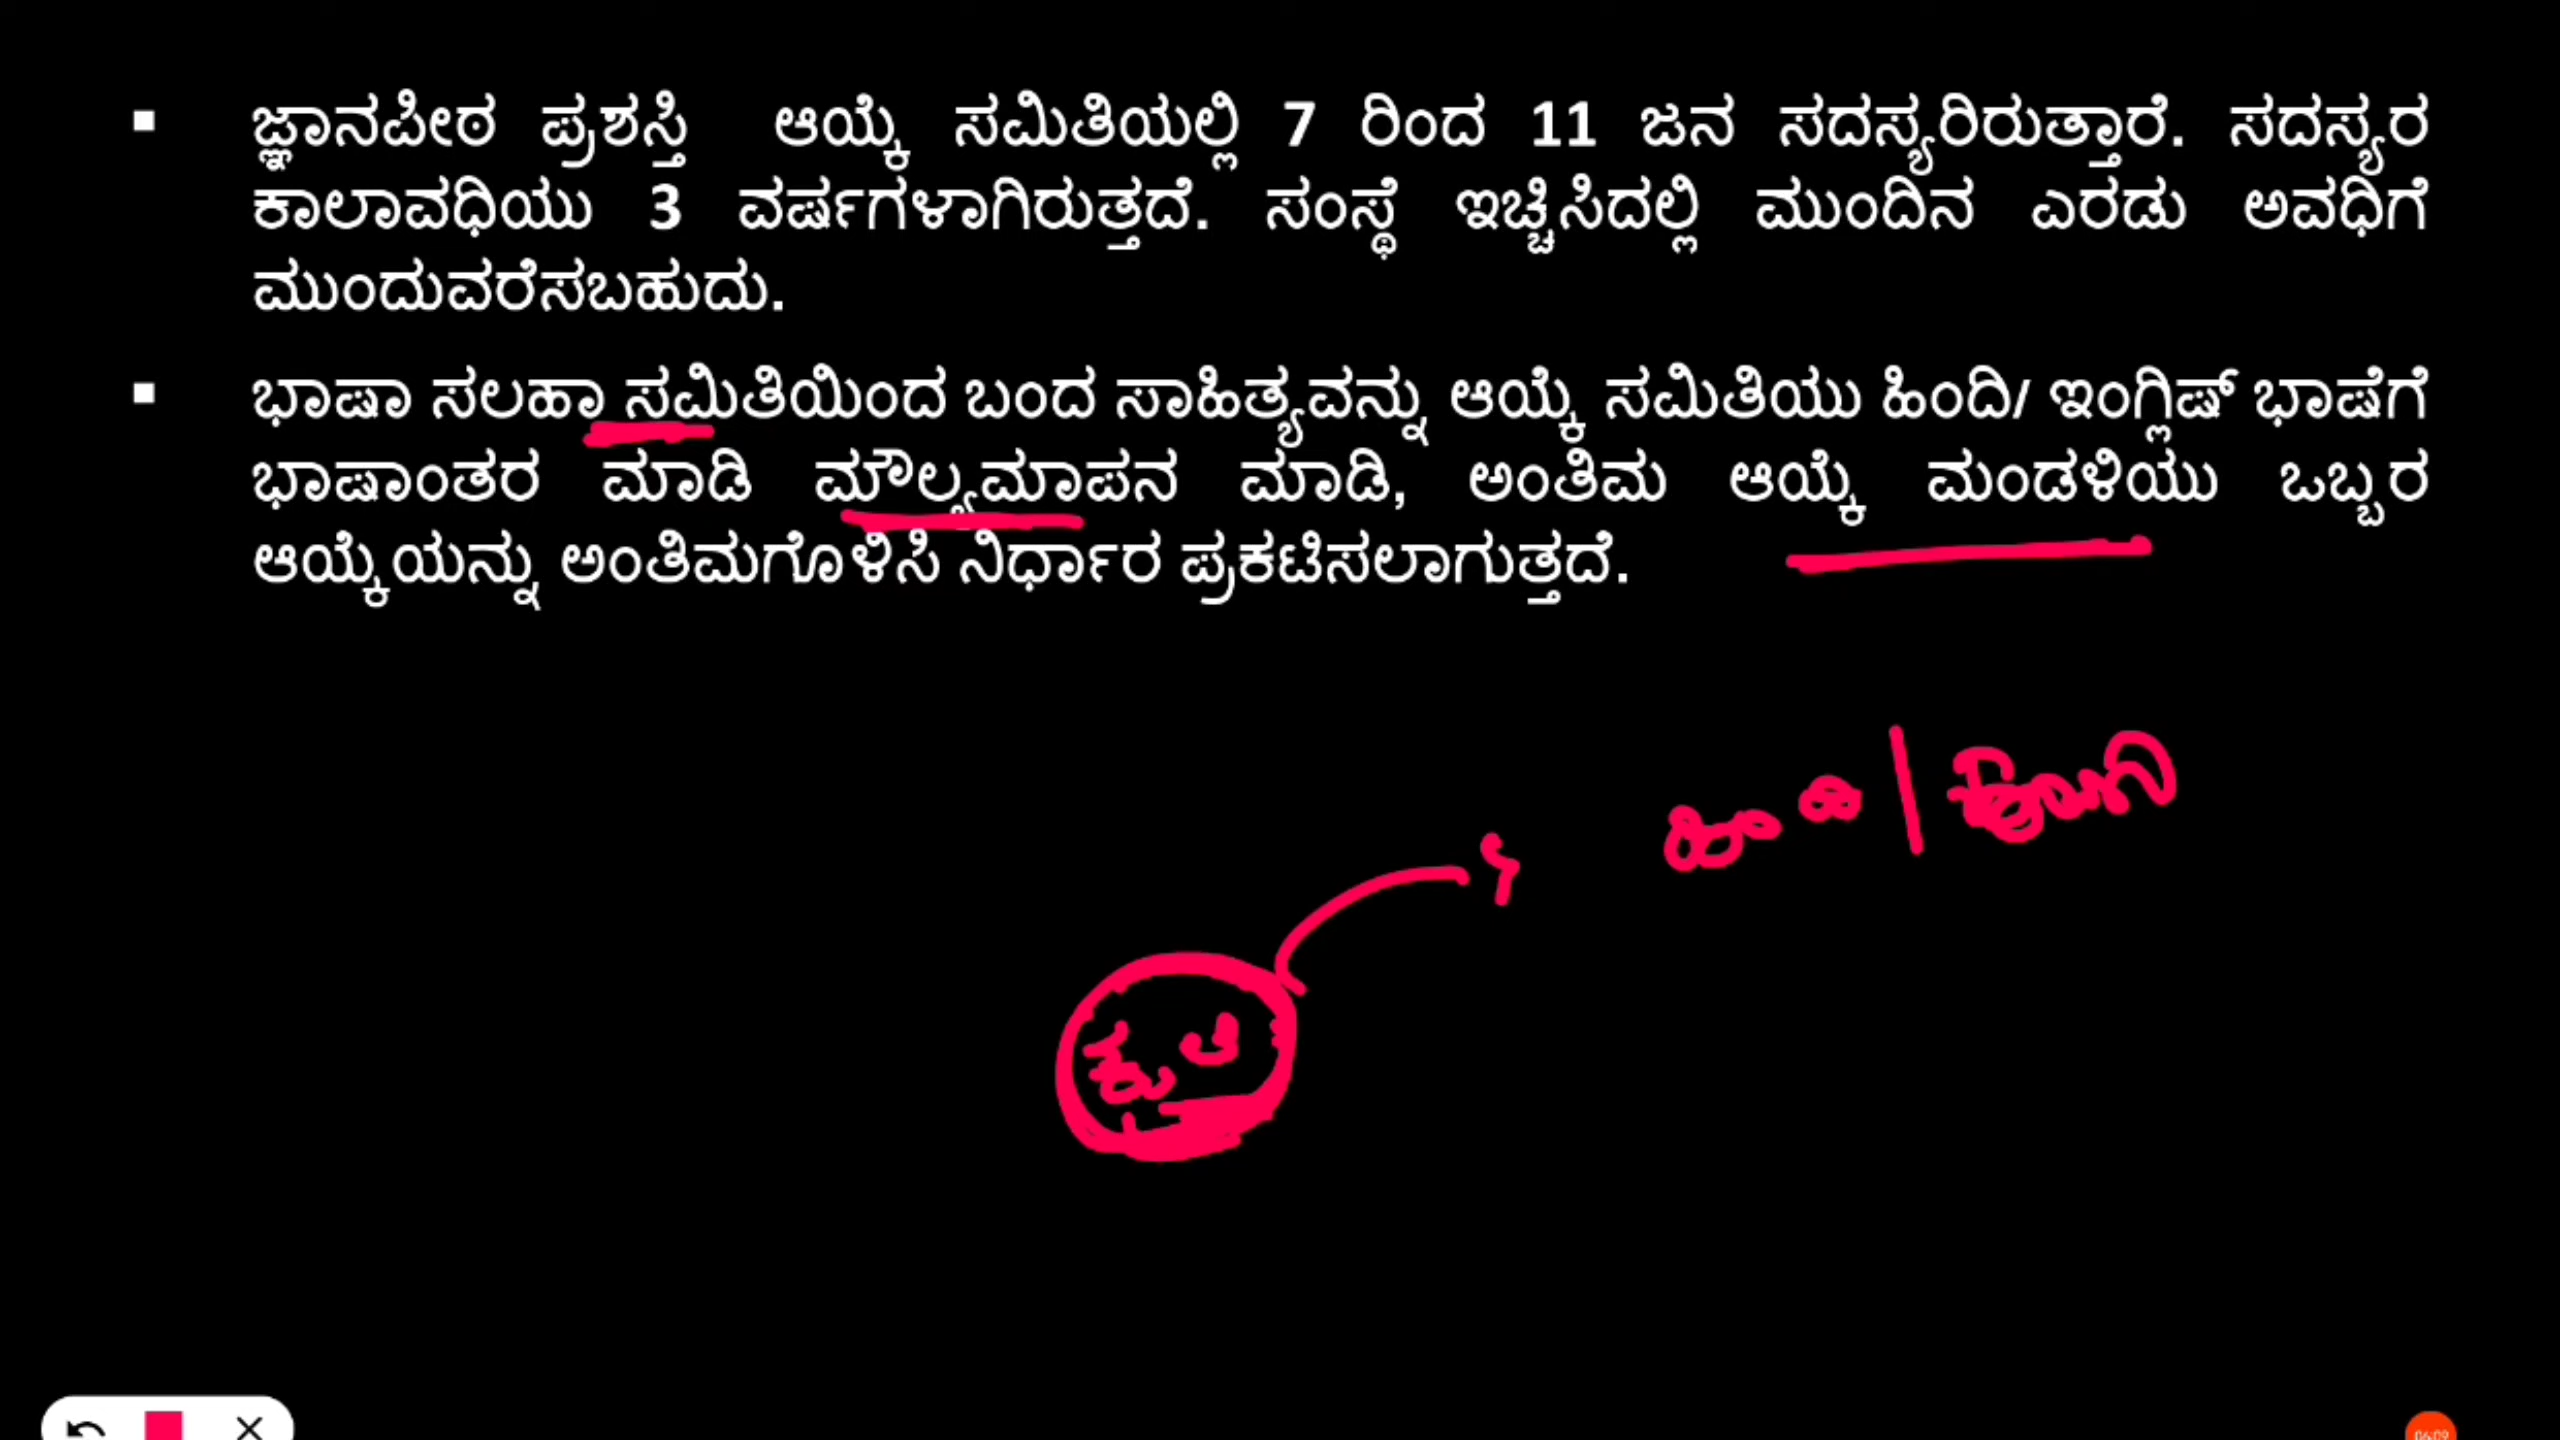 ಜ್ಞಾನಪೀಠ ಪ್ರಶಸ್ತಿ ಆಯ್ಕೆ ಸಮಿತಿಯಲ್ಲಿ 7 ರಿಂದ 11 ಜನ ಸದಸ್ಯರಿರುತ್ತಾರೆ. ಸದಸ್ಯರ
ಕಾಲಾವಧಿಯು 3 ವರ್ಷಗಳಾಗಿರುತ್ತದೆ. ಸಂಸ್ಥೆ ಇಚ್ಚಿಸಿದಲ್ಲಿ ಮುಂದಿನ ಎರಡು ಅವಧಿಗೆ
ಮುಂದುವರೆಸಬಹುದು.
ಭಾಷಾ ಸಲಹಾ ಸಮಿತಿಯಿಂದ ಬಂದ ಸಾಹಿತ್ಯವನ್ನು ಆಯ್ಕೆ ಸಮಿತಿಯು ಹಿಂದಿ/ ಇಂಗ್ಲಿಷ್ ಭಾಷೆಗೆ
ಭಾಷಾಂತರ ಮಾಡಿ ಮೌಲ್ಯಮಾಪನ ಮಾಡಿ, ಅಂತಿಮ ಆಯ್ಕೆ ಮಂಡಳಿಯು ಒಬ್ಬರ
ಆಯ್ಕೆಯನ್ನು ಅಂತಿಮಗೊಳಿಸಿ ನಿರ್ಧಾರ ಪ್ರಕಟಿಸಲಾಗುತ್ತದೆ.
ಹಿಂದಿ/
ಕೃತಿ
06:09